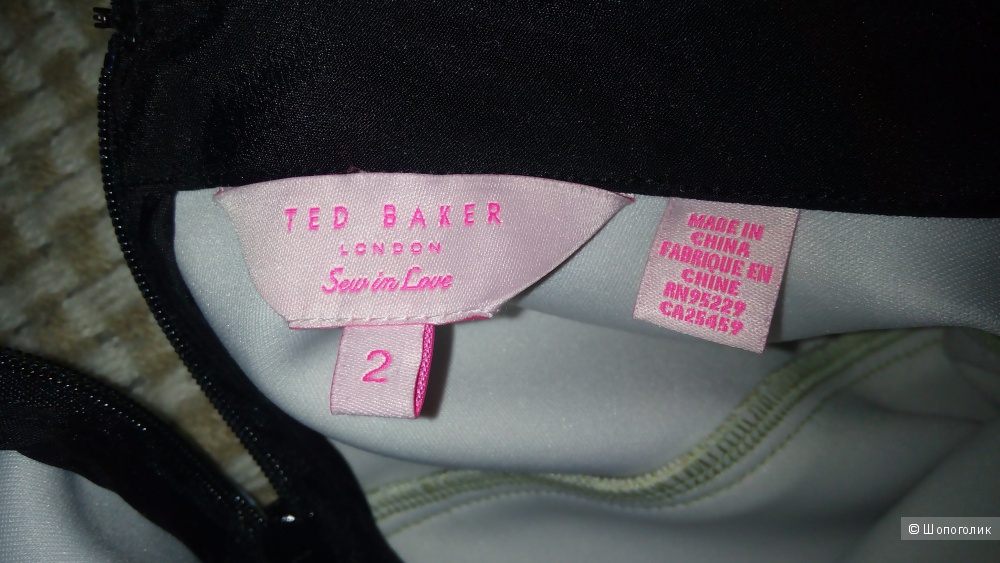 TED BAKER
LONDON
Sew in Love
2
MADE IN
CHINA
FABRIQUE EN
CHINE
RN95229
CA25459
© Шопоголик